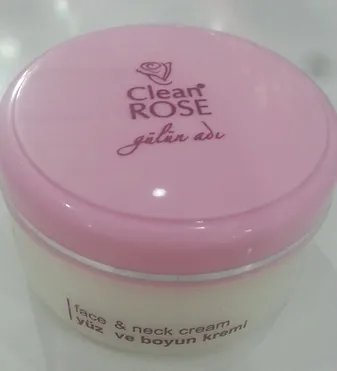 Clean
ROSE
gülün adı
face & neck cream
yüz ve boyun kremi